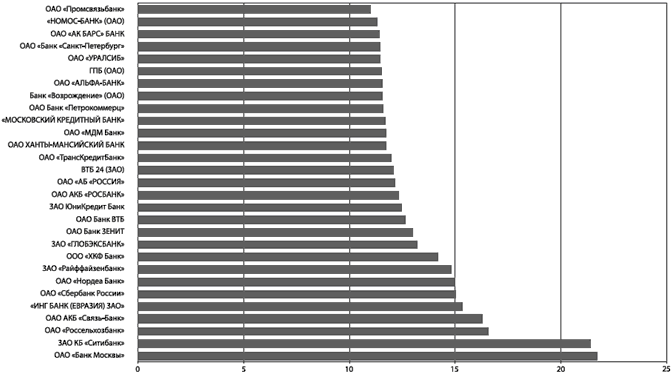 ОАО «Промсвязьбанк»
«НОМОС-БАНК» (ОАО)
ОАО «АК БАРС» БАНК
ОАО «Банк «Санкт-Петербург»
ОАО «УРАЛСИБ»
ГПБ (ОАО)
ОАО «АЛЬФА-БАНК»
Банк «Возрождение» (ОАО)
ОАО Банк «Петрокоммерц»
«МОСКОВСКИЙ КРЕДИТНЫЙ БАНК»
ОАО «МДМ Банк»
ОАО ХАНТЫ-МАНСИЙСКИЙ БАНК
ОАО «ТрансКредитБанк»
ВТБ 24 (ЗАО)
ОАО «АБ «РОССИЯ»
ОАО АКБ «РОСБАНК»
ЗАО ЮниКредит Банк
ОАО Банк ВТБ
ОАО Банк ЗЕНИТ
ЗАО «ГЛОБЭКСБАНК»
ООО «ХКФ Банк»
ЗАО «Райффайзенбанк»
ОАО «Нордеа Банк»
ОАО «Сбербанк России»
«ИНГ БАНК (ЕВРАЗИЯ) ЗАО»
ОАО АКБ «Связь-Банк»
ОАО «Россельхозбанк»
ЗАО КБ «Ситибанк»
ОАО «Банк Москвы»
0 5 10 15 20 25